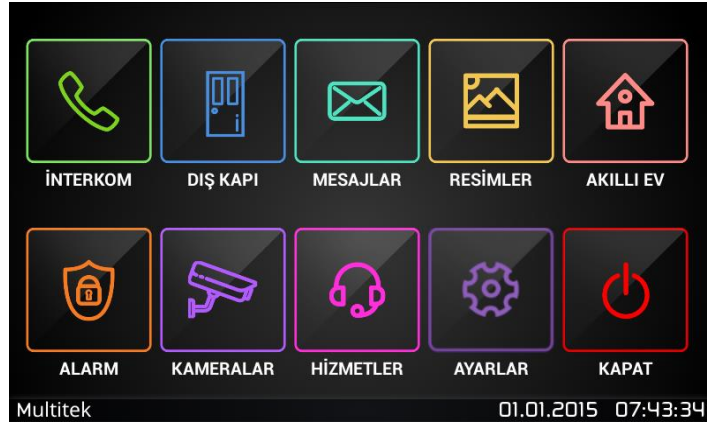 İNTERKOM DIŞ KAPI MESAJLAR RESİMLER AKILLI EV
ALARM KAMERALAR HİZMETLER AYARLAR KAPAT
Multitek 01.01.2015 07:43:34